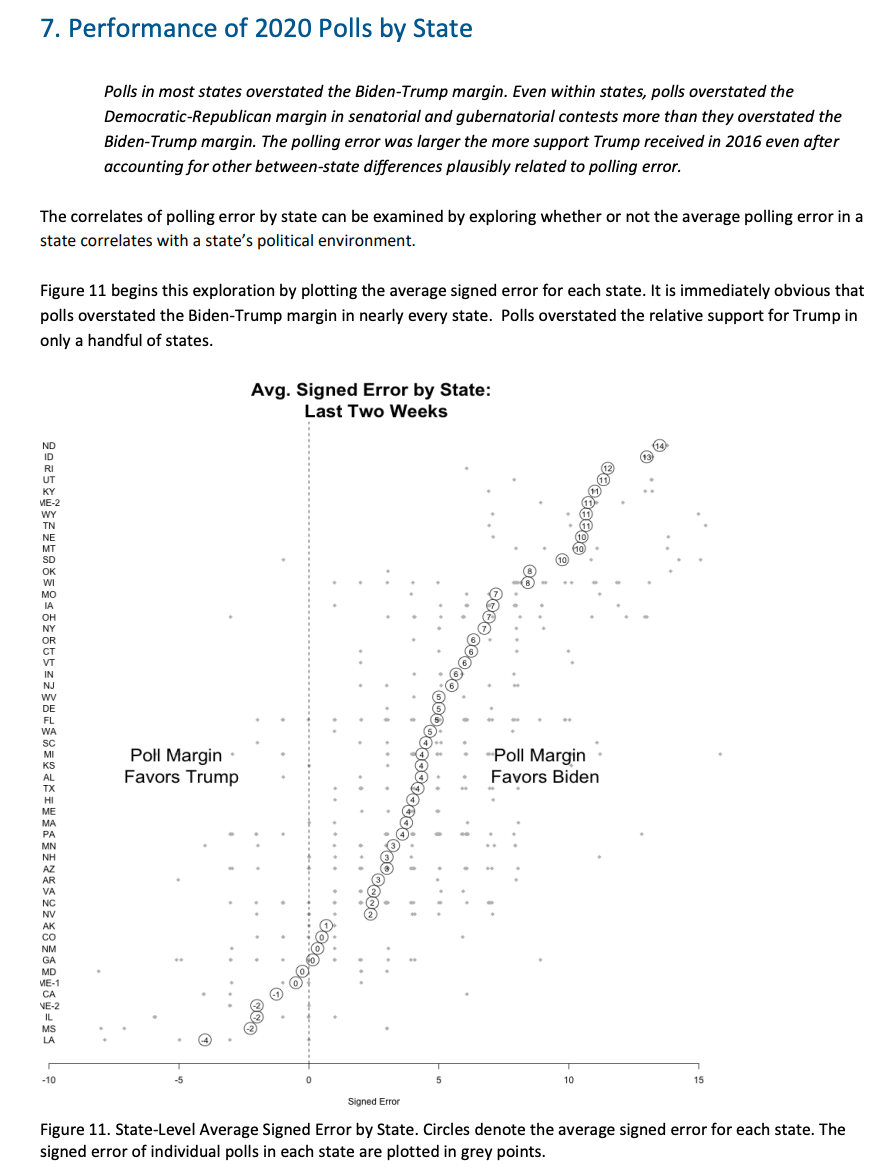 7. Performance of 2020 Polls by State
Polls in most states overstated the Biden-Trump margin. Even within states, polls overstated the
Democratic-Republican margin in senatorial and gubernatorial contests more than they overstated the
Biden-Trump margin. The polling error was larger the more support Trump received in 2016 even after
accounting for other between-state differences plausibly related to polling error.
The correlates of polling error by state can be examined by exploring whether or not the average polling error in a
state correlates with a state's political environment.
Figure 11 begins this exploration by plotting the average signed error for each state. It is immediately obvious that
polls overstated the Biden-Trump margin in nearly every state. Polls overstated the relative support for Trump in
only a handful of states.
Avg. Signed Error by State:
Last Two Weeks
ND 14
ID 13
RI 12
UT 11
KY 11
ME-2 11
WY 11
TN 11
NE 10
MT 10
SD 10
OK 8
WI 8
MO 7
IA 7
OH 7
NY 7
OR 6
CT 6
VT 6
IN 6
NJ 6
WV 5
DE 5
FL 5
WA 5
SC 4
MI 4
Poll Margin
Favors Trump
Poll Margin
Favors Biden
KS 4
AL 4
TX 4
HI 4
ME 4
MA 4
PA 4
MN 3
NH 3
AZ 3
AR 3
VA 2
NC 2
NV 2
AK 1
CO 0
NM 0
GA 0
MD 0
ME-1 0
CA -1
NE-2 -2
IL -2
MS -2
LA -4
-10 -5 0 5 10 15
Signed Error
Figure 11. State-Level Average Signed Error by State. Circles denote the average signed error for each state. The
signed error of individual polls in each state are plotted in grey points.